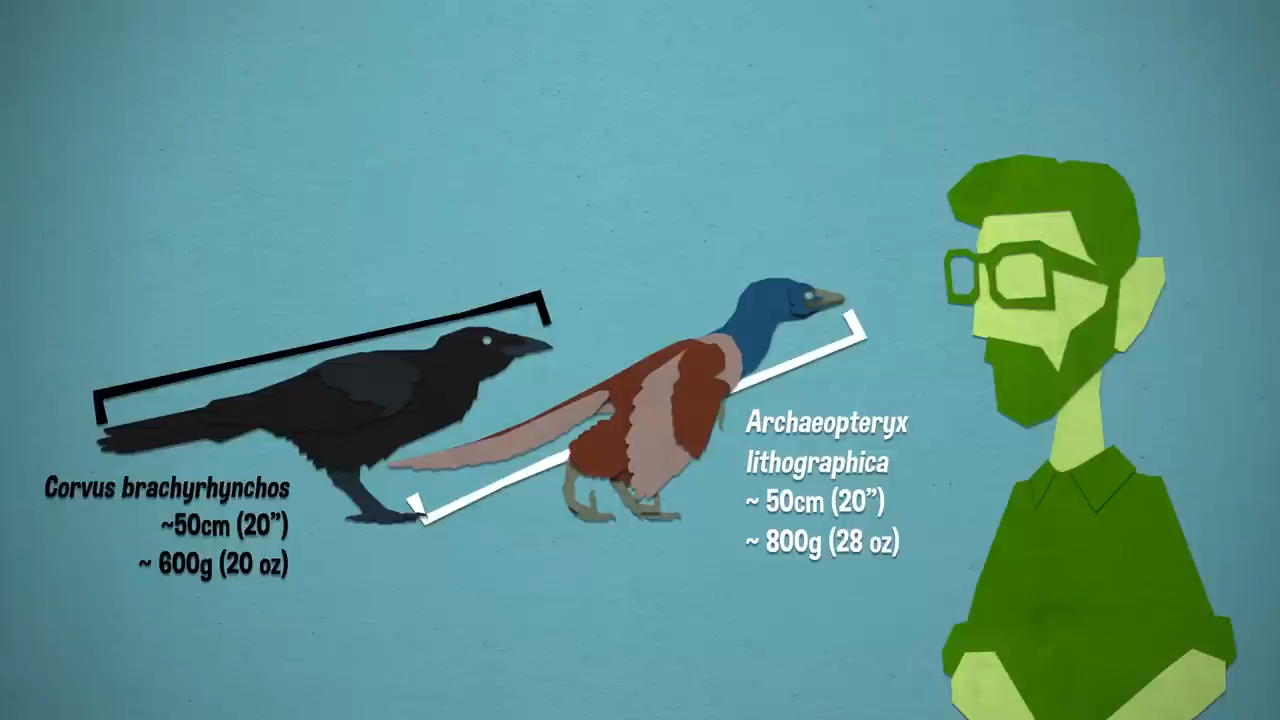 Corvus brachyrhynchos
~50cm (20”)
~ 600g (20 oz)
Archaeopteryx
lithographica
~ 50cm (20”)
~ 800g (28 oz)